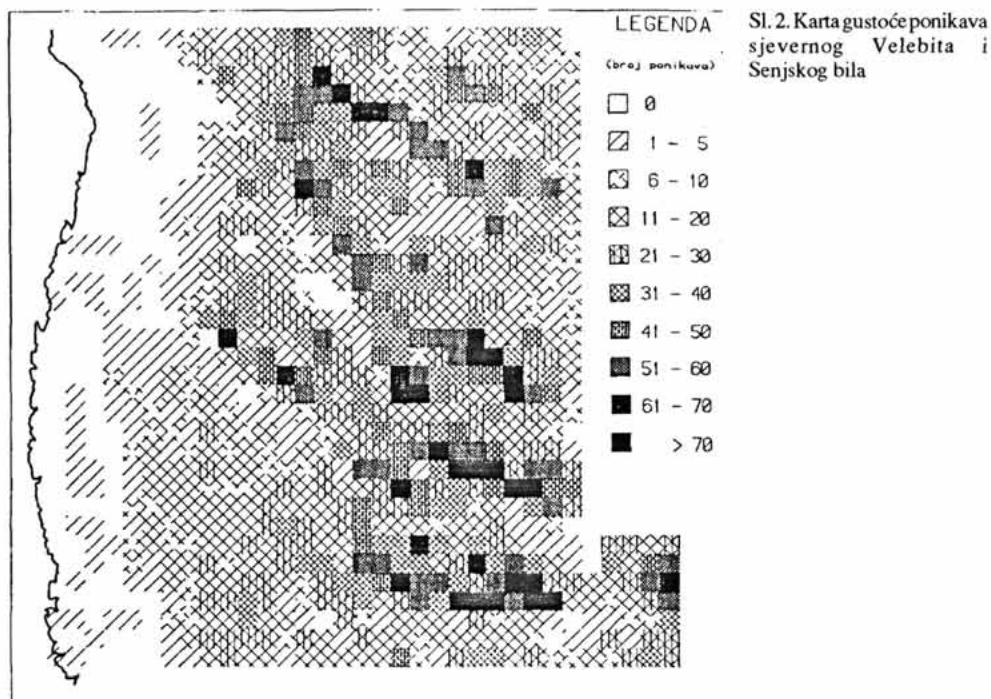 LEGENDA
(broj ponikava)
0
1 - 5
6 - 10
11 - 20
21 - 30
31 - 40
41 - 50
51 - 60
61 - 70
> 70
Sl. 2. Karta gustoće ponikava
sjevernog Velebita i
Senjskog bila